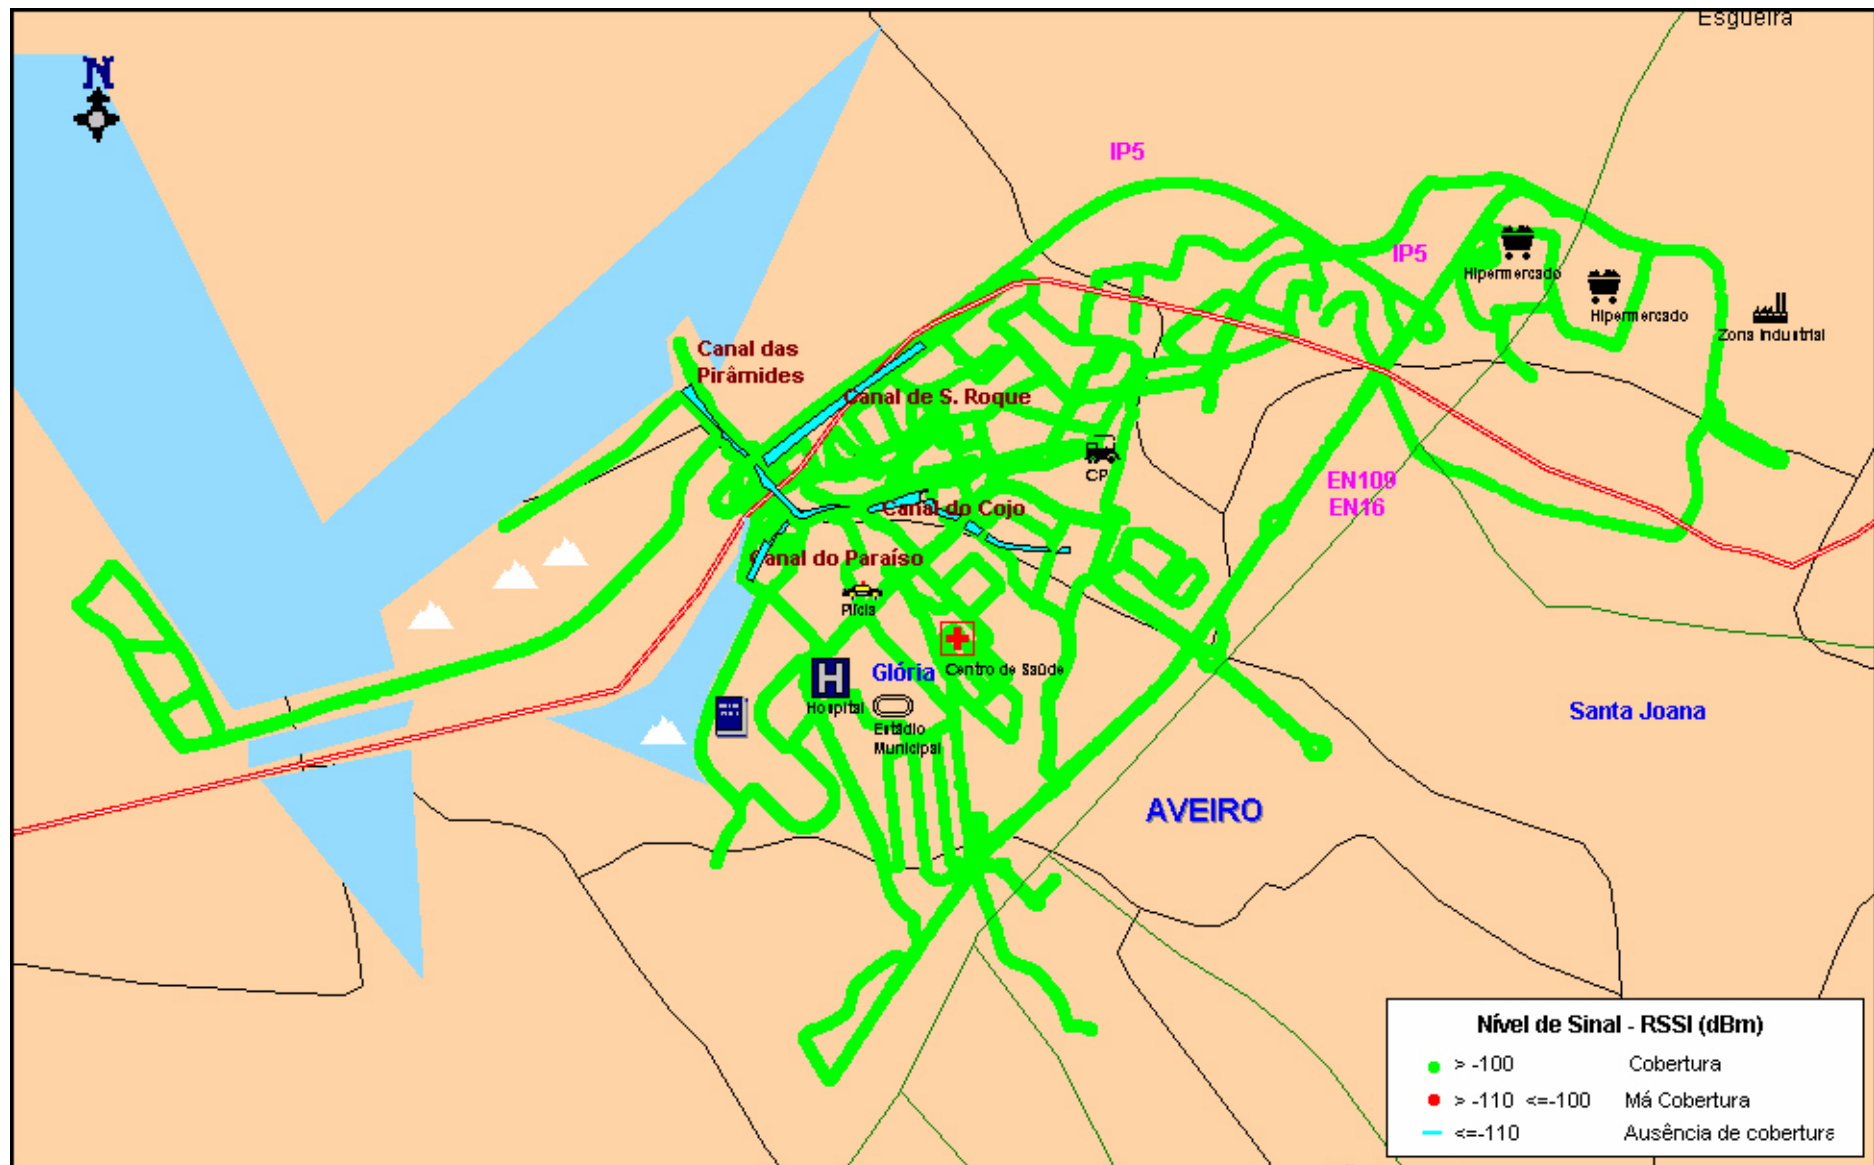 Esgueira
N
IP5
IP5
Hipermercado
Hipermercado
Zona Industrial
Canal das
Pirâmides
Canal de S. Roque
CP
EN109
EN16
Canal do Cojo
Canal do Paraíso
Centro de Saúde
Glória
H
Hospital
Estádio
Municipal
Santa Joana
AVEIRO
Nível de Sinal - RSSI (dBm)
> -100 Cobertura
> -110 <=-100 Má Cobertura
<=-110 Ausência de cobertura